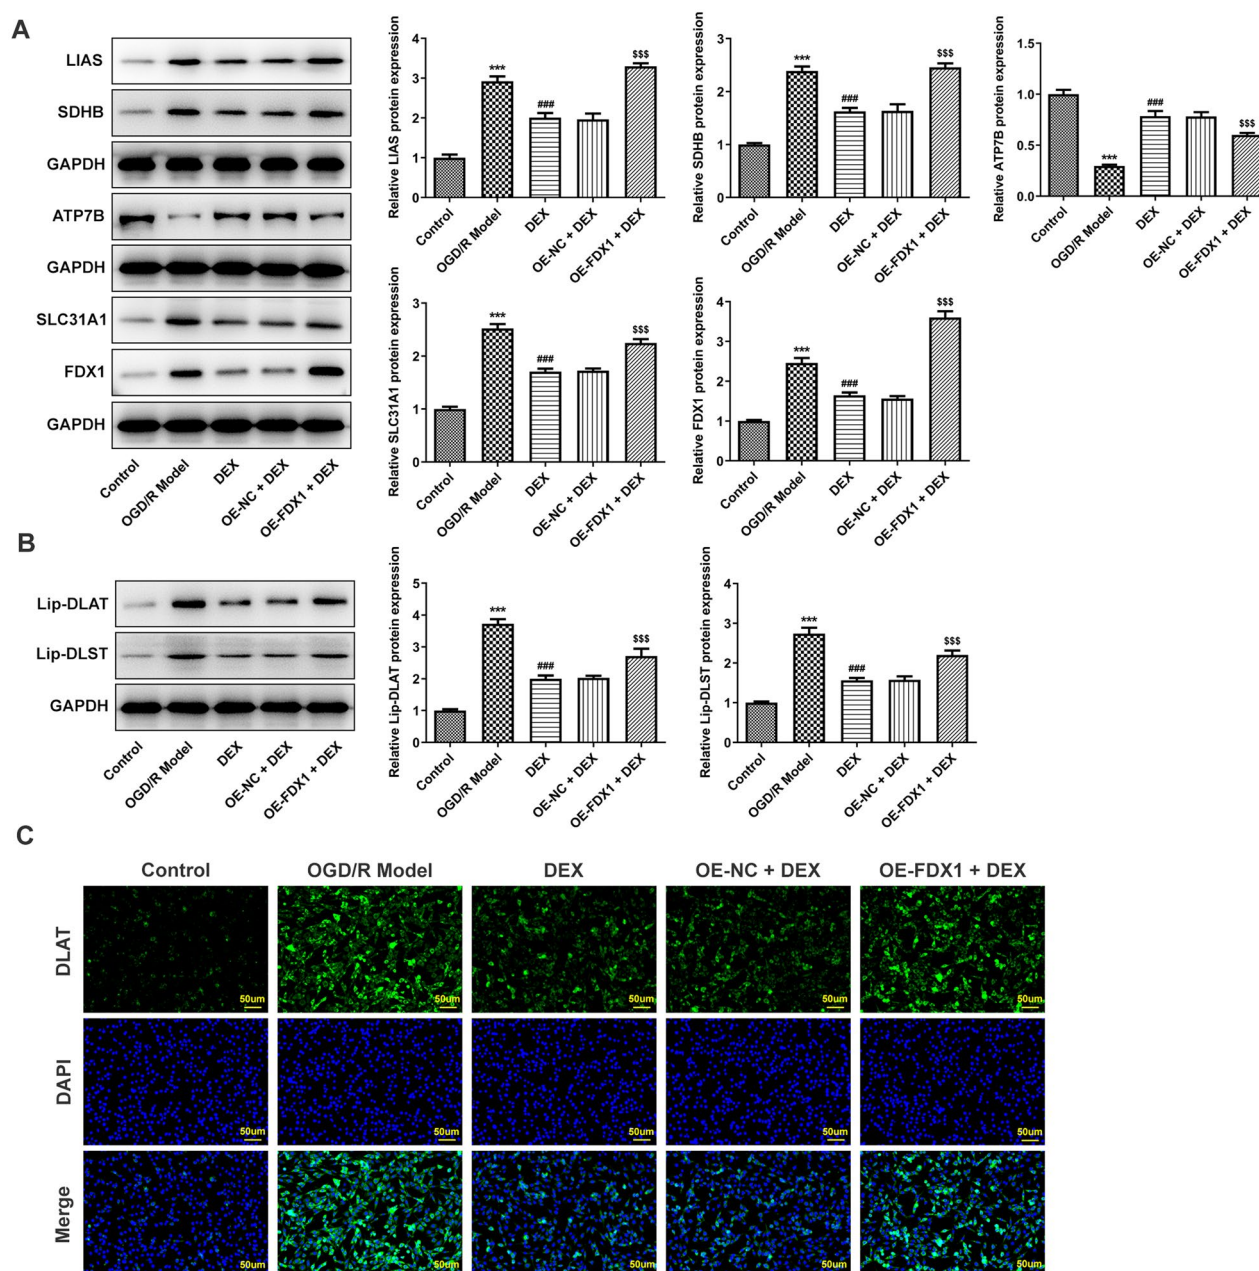 A
LIAS
SDHB
GAPDH
ATP7B
GAPDH
SLC31A1
FDX1
GAPDH
Control
OGD/R Model
DEX
OE-NC + DEX
OE-FDX1 + DEX
Relative LIAS protein expression
4
3
2
1
0
***
###
$$$
Control
OGD/R Model
DEX
OE-NC + DEX
OE-FDX1 + DEX
Relative SDHB protein expression
3
2
1
0
***
###
$$$
Control
OGD/R Model
DEX
OE-NC + DEX
OE-FDX1 + DEX
Relative ATP7B protein expression
1.5
1.0
0.5
0.0
***
###
$$$
Control
OGD/R Model
DEX
OE-NC + DEX
OE-FDX1 + DEX
Relative SLC31A1 protein expression
3
2
1
0
***
###
$$$
Control
OGD/R Model
DEX
OE-NC + DEX
OE-FDX1 + DEX
Relative FDX1 protein expression
4
3
2
1
0
***
###
$$$
Control
OGD/R Model
DEX
OE-NC + DEX
OE-FDX1 + DEX
B
Lip-DLAT
Lip-DLST
GAPDH
Control
OGD/R Model
DEX
OE-NC + DEX
OE-FDX1 + DEX
Relative Lip-DLAT protein expression
5
4
3
2
1
0
***
###
$$$
Control
OGD/R Model
DEX
OE-NC + DEX
OE-FDX1 + DEX
Relative Lip-DLST protein expression
4
3
2
1
0
***
###
$$$
Control
OGD/R Model
DEX
OE-NC + DEX
OE-FDX1 + DEX
C
Control
OGD/R Model
DEX
OE-NC + DEX
OE-FDX1 + DEX
DLAT
50um
50um
50um
50um
50um
DAPI
50um
50um
50um
50um
50um
Merge
50um
50um
50um
50um
50um